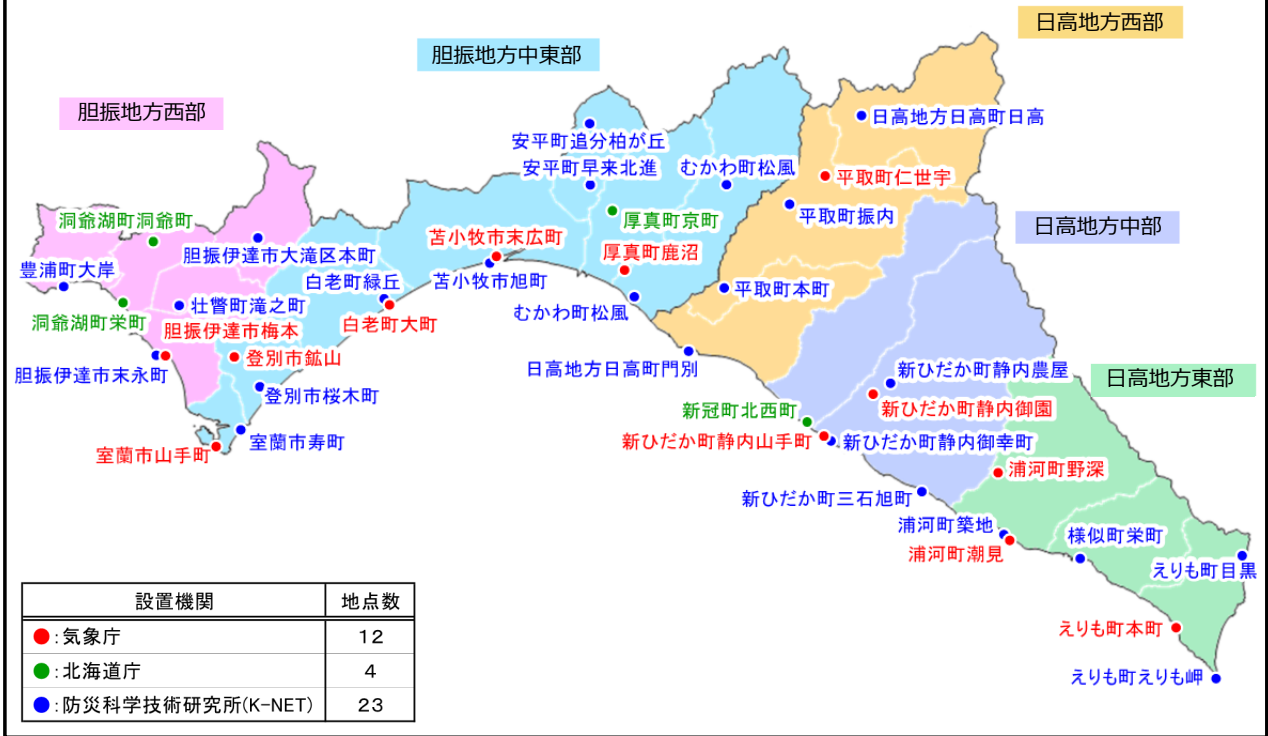 日高地方西部
胆振地方中東部
胆振地方西部
日高地方日高町日高
安平町追分柏が丘
安平町早来北進
むかわ町松風
平取町仁世宇
洞爺湖町洞爺町
厚真町京町
平取町振内
日高地方中部
苫小牧市末広町
胆振伊達市大滝区本町
厚真町鹿沼
豊浦町大岸
白老町緑丘
苫小牧市旭町
平取町本町
壮瞥町滝之町
むかわ町松風
洞爺湖町栄町
胆振伊達市梅本
白老町大町
登別市鉱山
日高地方日高町門別
新ひだか町静内農屋
胆振伊達市末永町
日高地方東部
登別市桜木町
新冠町北西町
新ひだか町静内御園
室蘭市寿町
新ひだか町静内山手町
新ひだか町静内御幸町
室蘭市山手町
浦河町野深
新ひだか町三石旭町
浦河町築地
様似町栄町
浦河町潮見
えりも町目黒
えりも町本町
えりも町えりも岬
設置機関 地点数
●:気象庁 12
●:北海道庁 4
●:防災科学技術研究所(K-NET) 23